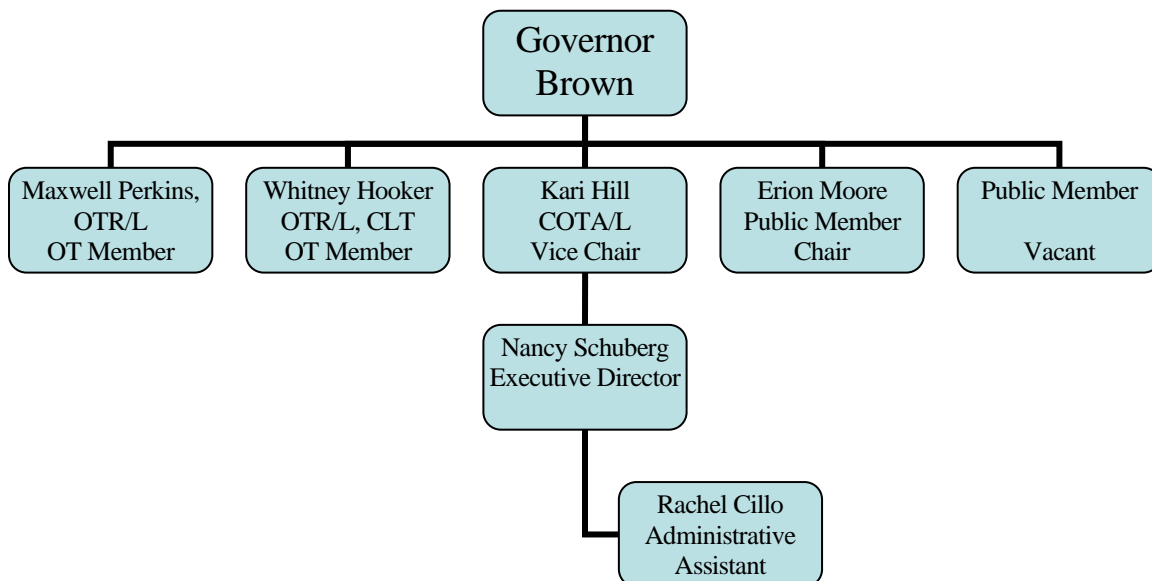 Governor
Brown
Maxwell Perkins,
OTR/L
OT Member
Whitney Hooker
OTR/L, CLT
OT Member
Kari Hill
COTA/L
Vice Chair
Erion Moore
Public Member
Chair
Public Member
Vacant
Nancy Schuberg
Executive Director
Rachel Cillo
Administrative
Assistant